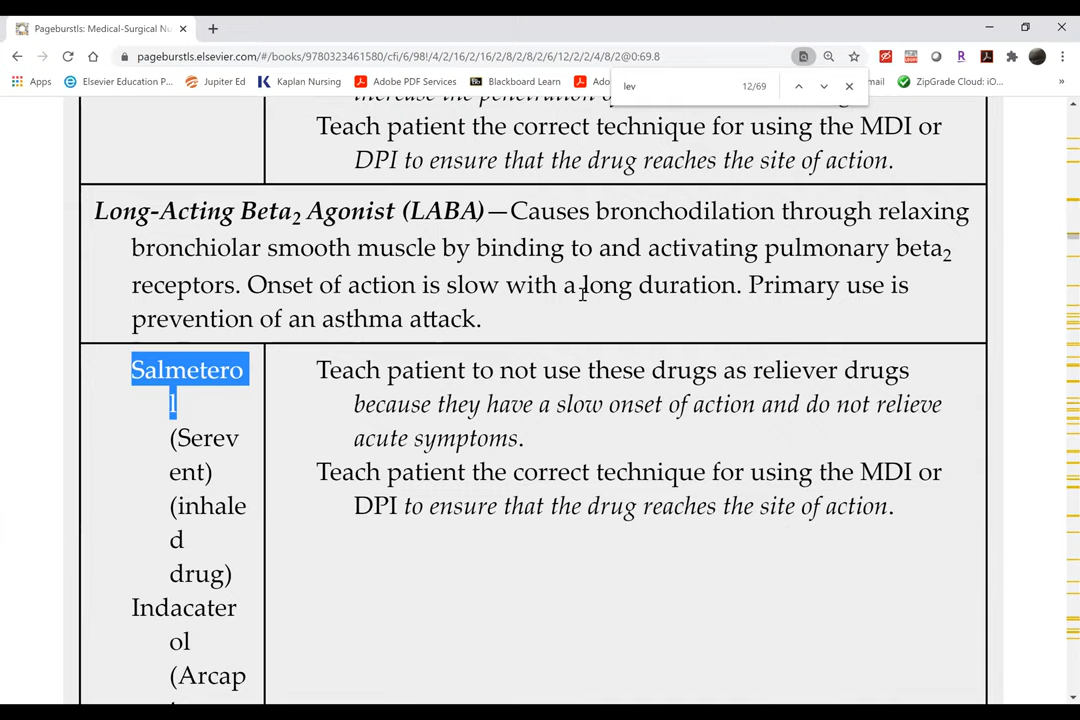 Pageburstls: Medical-Surgical Nu
pageburstls.elsevier.com/#/books/9780323461580/cfi/6/98!/4/2/16/2/16/2/8/2/8/2/6/12/2/2/4/8/2@0:69.8
Apps Elsevier Education P... Jupiter Ed Kaplan Nursing Adobe PDF Services Blackboard Learn Ado mail ZipGrade Cloud: iO...
lev 12/69
increase the penetration
Teach patient the correct technique for using the MDI or
DPI to ensure that the drug reaches the site of action.
Long-Acting Beta2 Agonist (LABA)—Causes bronchodilation through relaxing
bronchiolar smooth muscle by binding to and activating pulmonary beta2
receptors. Onset of action is slow with a long duration. Primary use is
prevention of an asthma attack.
Salmetero
l
(Serev
ent)
(inhale
d
drug)
Indacater
ol
(Arcap
Teach patient to not use these drugs as reliever drugs
because they have a slow onset of action and do not relieve
acute symptoms.
Teach patient the correct technique for using the MDI or
DPI to ensure that the drug reaches the site of action.